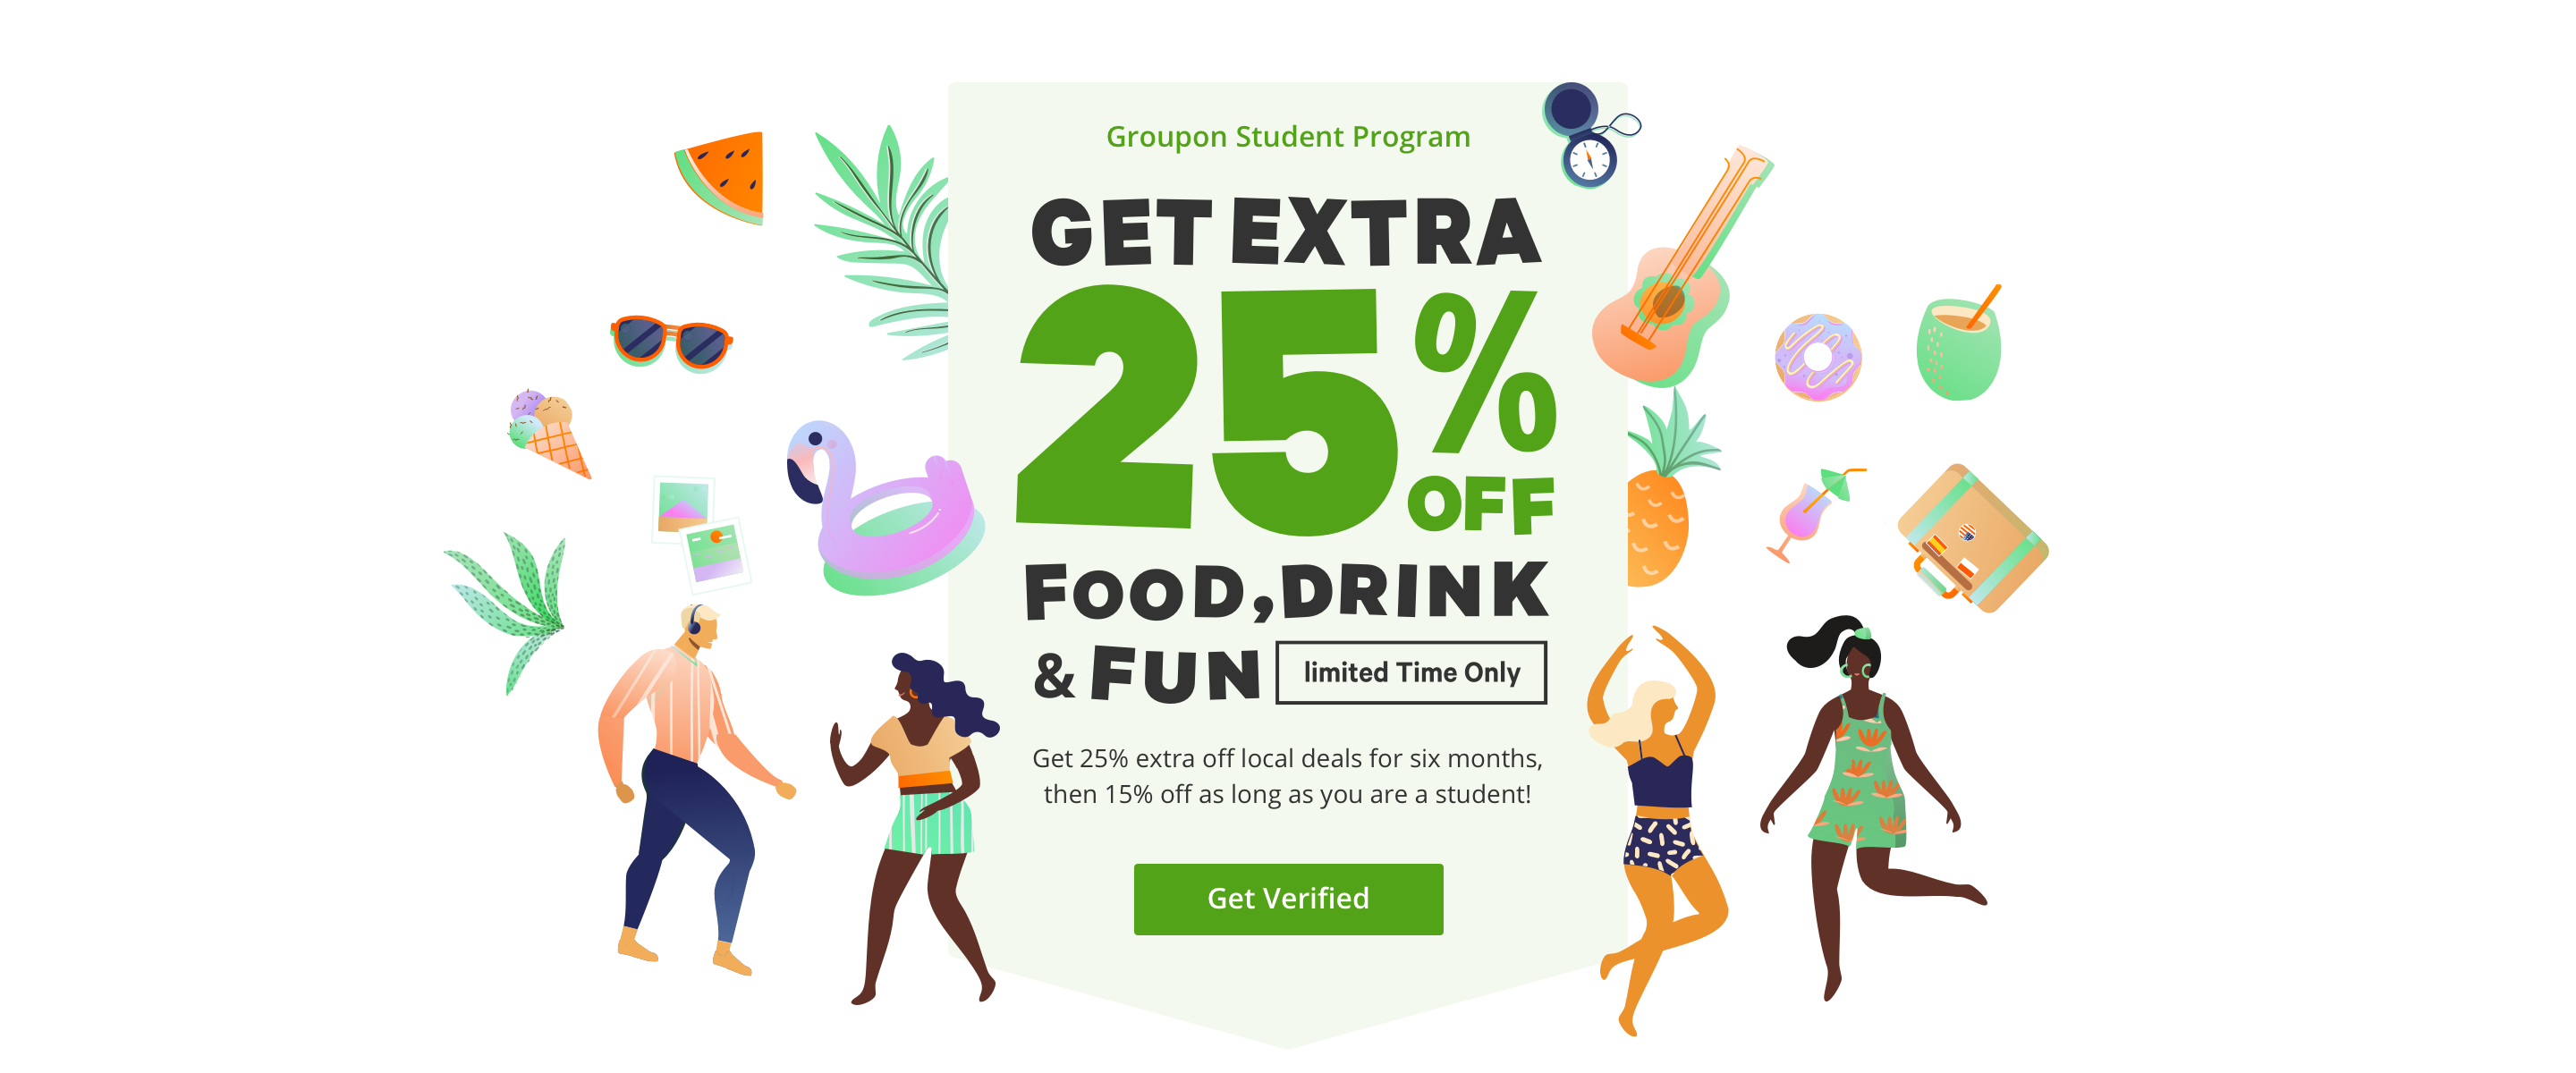 Groupon Student Program
GET EXTRA
25%
OFF
FOOD, DRINK
& FUN limited Time Only
Get 25% extra off local deals for six months,
then 15% off as long as you are a student!
Get Verified